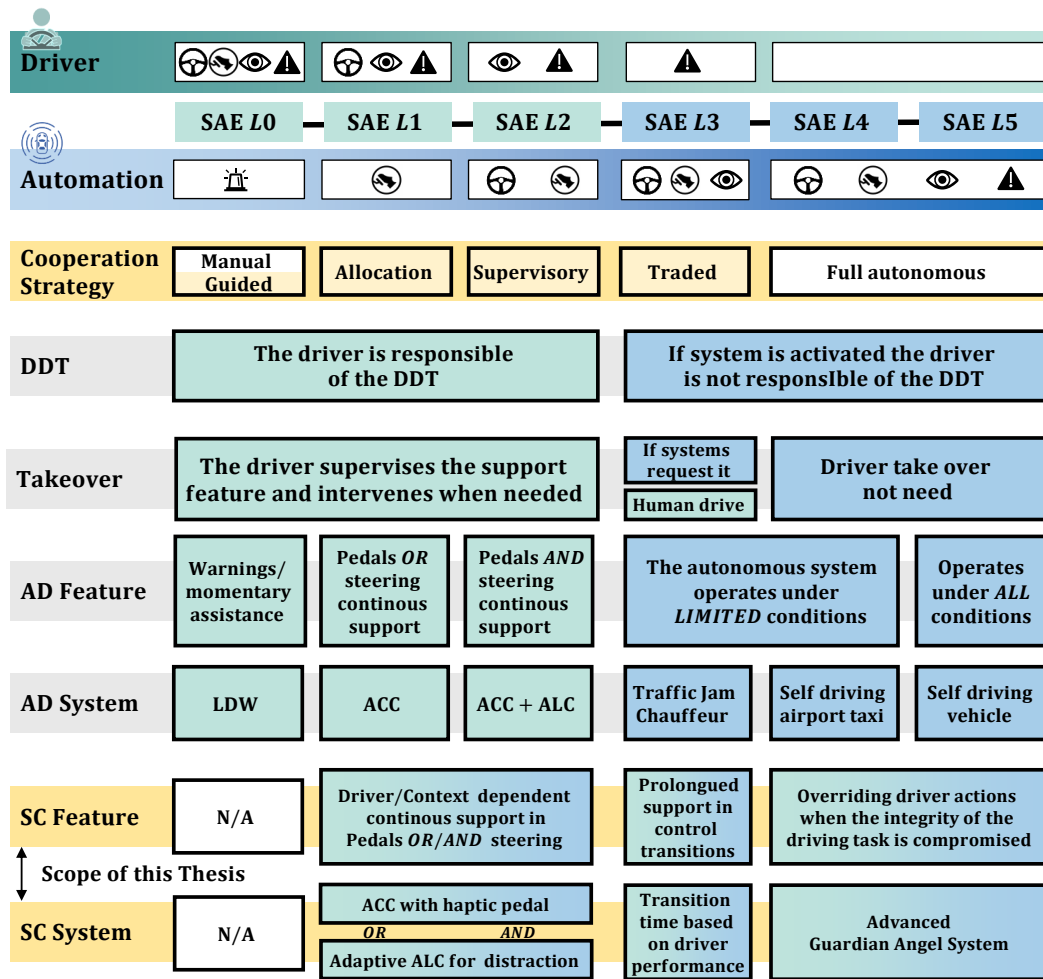 Driver
SAE L0
SAE L1
SAE L2
SAE L3
SAE L4
SAE L5
Automation
Cooperation
Strategy
Manual
Guided
Allocation
Supervisory
Traded
Full autonomous
DDT
The driver is responsible
of the DDT
If system is activated the driver
is not responsIble of the DDT
Takeover
The driver supervises the support
feature and intervenes when needed
If systems
request it
Human drive
Driver take over
not need
AD Feature
Warnings/
momentary
assistance
Pedals OR
steering
continous
support
Pedals AND
steering
continous
support
The autonomous system
operates under
LIMITED conditions
Operates
under ALL
conditions
AD System
LDW
ACC
ACC + ALC
Traffic Jam
Chauffeur
Self driving
airport taxi
Self driving
vehicle
SC Feature
N/A
Driver/Context dependent
continous support in
Pedals OR/AND steering
Prolongued
support in
control
transitions
Overriding driver actions
when the integrity of the
driving task is compromised
Scope of this Thesis
SC System
N/A
ACC with haptic pedal
OR AND
Adaptive ALC for distraction
Transition
time based
on driver
performance
Advanced
Guardian Angel System